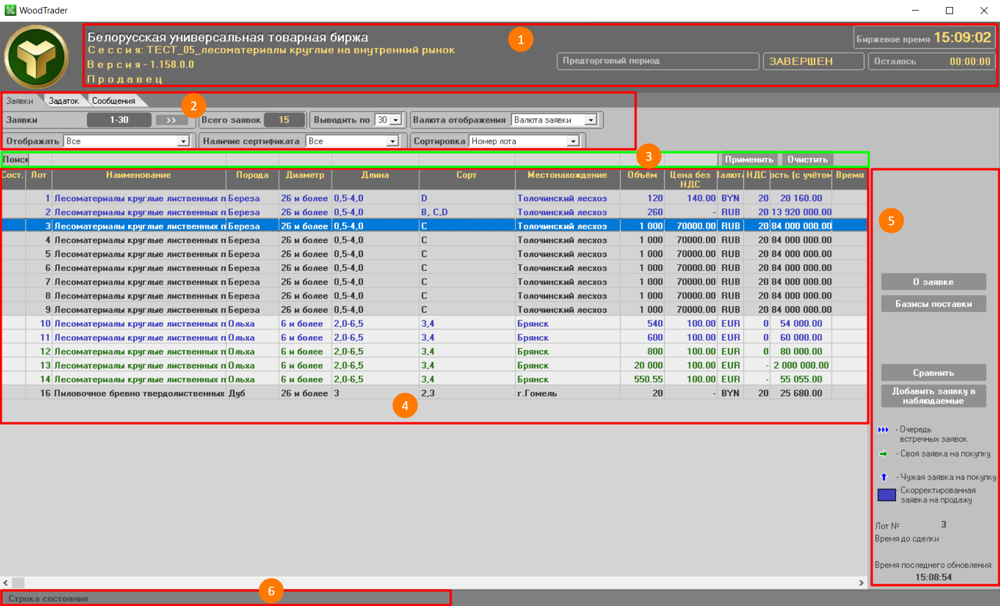 WoodTrader
Белорусская универсальная товарная биржа
Сессия: ТЕСТ_05_лесоматериалы круглые на внутренний рынок
Версия - 1.158.0.0
Продавец
1
Биржевое время 15:09:02
Предторговый период ЗАВЕРШЕН Осталось 00:00:00
Заявки Задаток Сообщения
2
Заявки 1-30 >> Всего заявок 15 Выводить по 30 Валюта отображения Валюта заявки
Отображать Все Наличие сертификата Все Сортировка Номер лота
3
Поиск Применить Очистить
Сост. Лот Наименование Порода Диаметр Длина Сорт Местонахождение Объём Цена без НДС Валюта НДС ость (с учётом Время
1 Лесоматериалы круглые лиственных п Береза 26 и более 0,5-4,0 D Толочинский лесхоз 120 140.00 BYN 20 20 160.00
2 Лесоматериалы круглые лиственных п Береза 26 и более 0,5-4,0 B, C,D Толочинский лесхоз 260 - RUB 20 13 920 000.00
3 Лесоматериалы круглые лиственных п Береза 26 и более 0,5-4,0 C Толочинский лесхоз 1 000 70000.00 RUB 20 84 000 000.00
4 Лесоматериалы круглые лиственных п Береза 26 и более 0,5-4,0 C Толочинский лесхоз 1 000 70000.00 RUB 20 84 000 000.00
5 Лесоматериалы круглые лиственных п Береза 26 и более 0,5-4,0 C Толочинский лесхоз 1 000 70000.00 RUB 20 84 000 000.00
6 Лесоматериалы круглые лиственных п Береза 26 и более 0,5-4,0 C Толочинский лесхоз 1 000 70000.00 RUB 20 84 000 000.00
7 Лесоматериалы круглые лиственных п Береза 26 и более 0,5-4,0 C Толочинский лесхоз 1 000 70000.00 RUB 20 84 000 000.00
8 Лесоматериалы круглые лиственных п Береза 26 и более 0,5-4,0 C Толочинский лесхоз 1 000 70000.00 RUB 20 84 000 000.00
9 Лесоматериалы круглые лиственных п Береза 26 и более 0,5-4,0 C Толочинский лесхоз 1 000 70000.00 RUB 20 84 000 000.00
10 Лесоматериалы круглые лиственных п Ольха 6 и более 2,0-6,5 3,4 Брянск 540 100.00 EUR 0 54 000.00
11 Лесоматериалы круглые лиственных п Ольха 6 и более 2,0-6,5 3,4 Брянск 600 100.00 EUR 0 60 000.00
12 Лесоматериалы круглые лиственных п Ольха 6 и более 2,0-6,5 3,4 Брянск 800 100.00 EUR 0 80 000.00
13 Лесоматериалы круглые лиственных п Ольха 6 и более 2,0-6,5 3,4 Брянск 20 000 100.00 EUR - 2 000 000.00
14 Лесоматериалы круглые лиственных п Ольха 6 и более 2,0-6,5 3,4 Брянск 550.55 100.00 EUR - 55 055.00
16 Пиловочное бревно твердолиственных Дуб 26 и более 3 2,3 г.Гомель 20 - BYN 20 25 680.00
4
5
О заявке
Базисы поставки
Сравнить
Добавить заявку в
наблюдаемые
- Очередь
встречных заявок
- Своя заявка на покупку
- Чужая заявка на покупку
- Скорректированная
заявка на продажу
Лот № 3
Время до сделки
Время последнего обновления:
15:08:54
6
Строка состояния